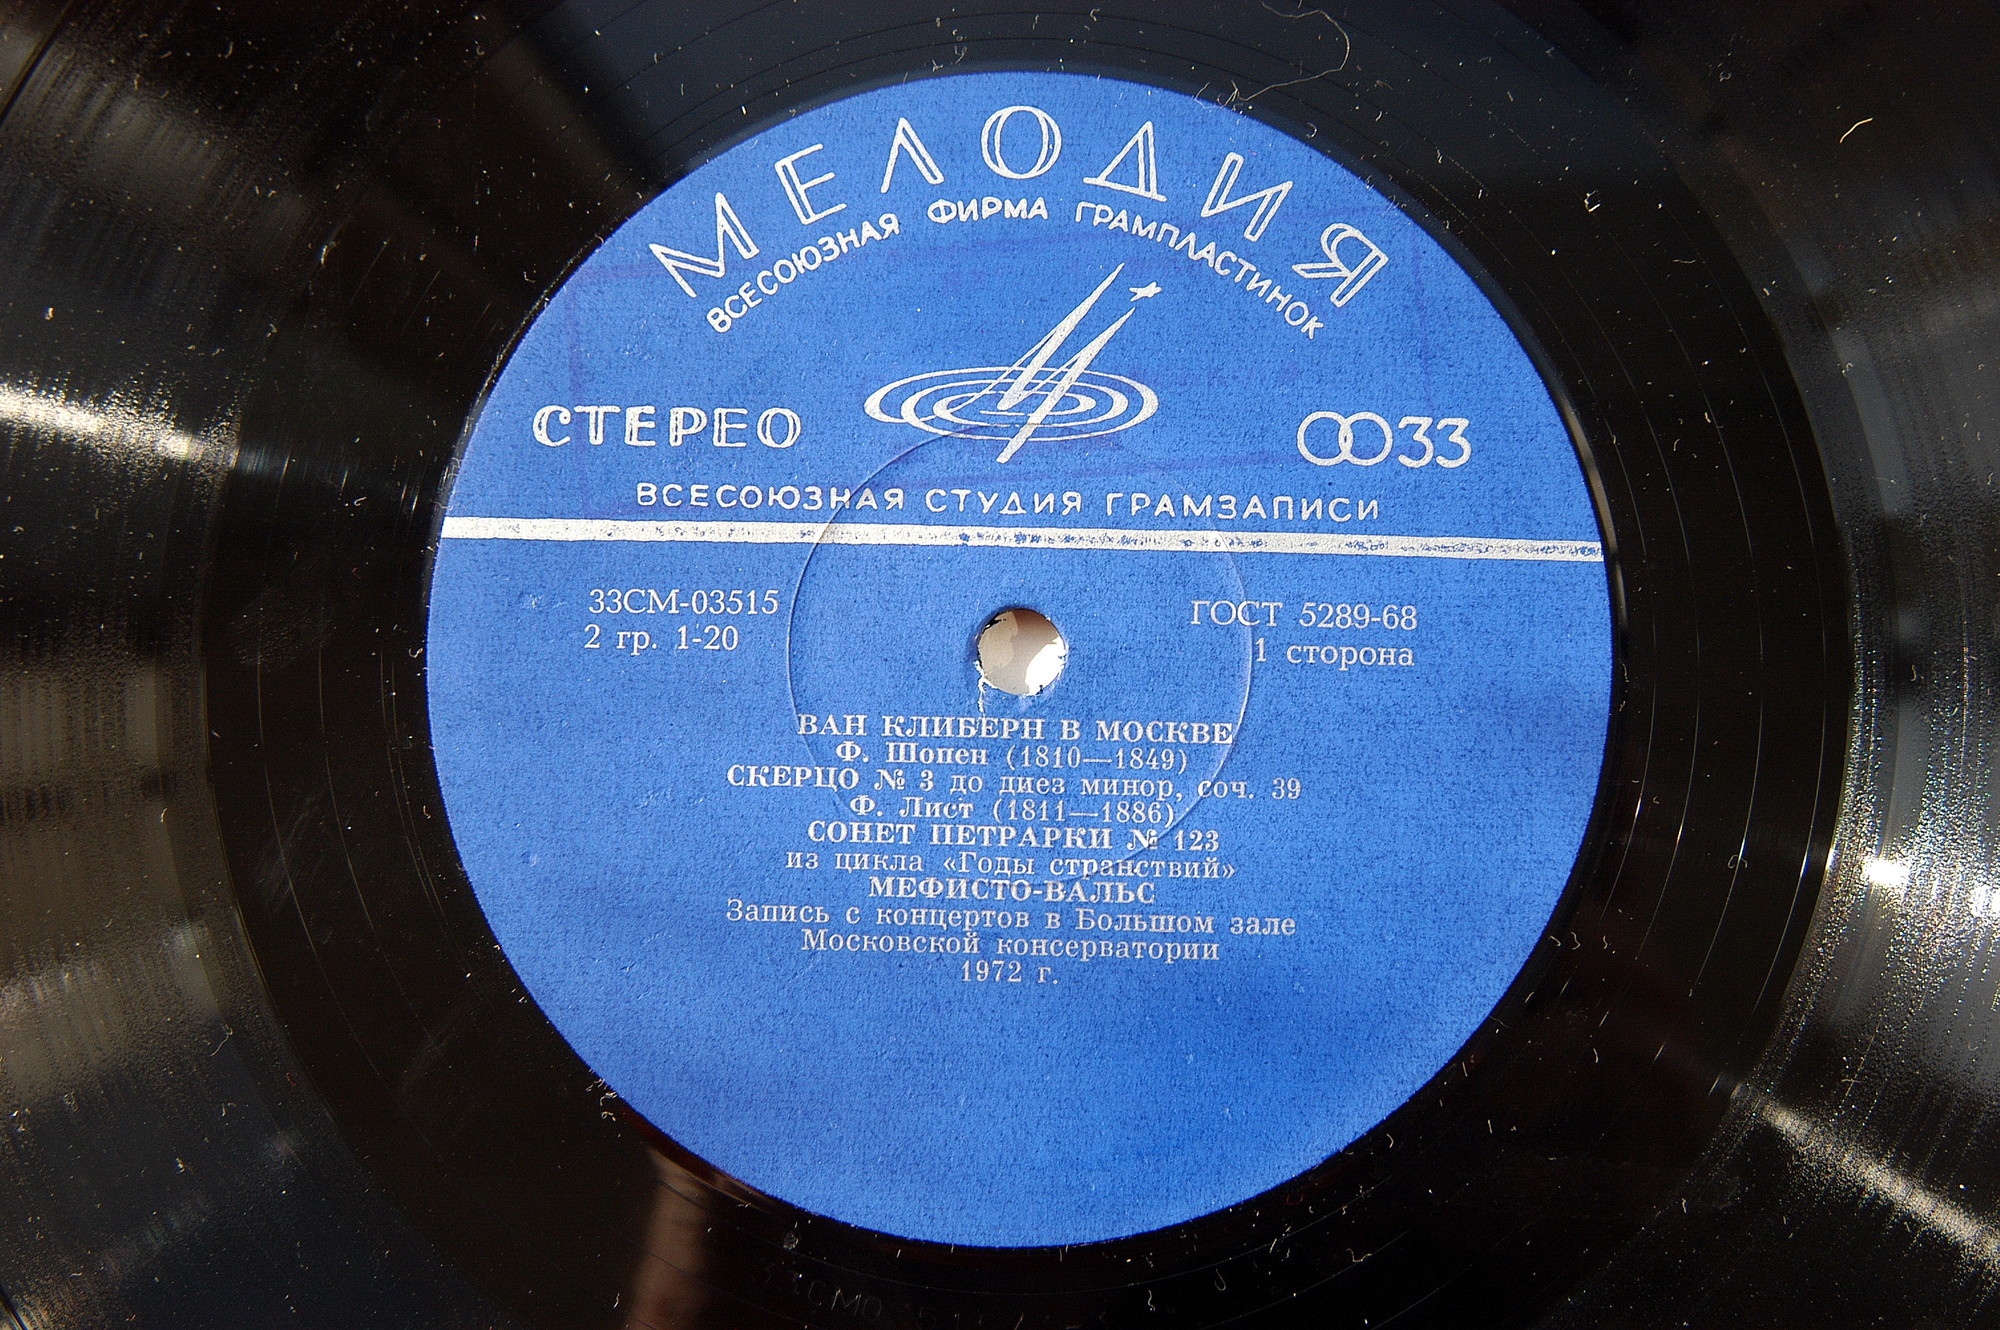 МЕЛОДИЯ
ВСЕСОЮЗНАЯ ФИРМА ГРАМПЛАСТИНОК
СТЕРЕО
33
ВСЕСОЮЗНАЯ СТУДИЯ ГРАМЗАПИСИ
33СМ-03515
ГОСТ 5289-68
2 гр. 1-20
1 сторона
ВАН КЛИБЕРН В МОСКВЕ
Ф. Шопен (1810—1849)
СКЕРЦО № 3 до диез минор, соч. 39
Ф. Лист (1811—1886)
СОНЕТ ПЕТРАРКИ № 123
из цикла «Годы странствий»
МЕФИСТО-ВАЛЬС
Запись с концертов в Большом зале
Московской консерватории
1972 г.